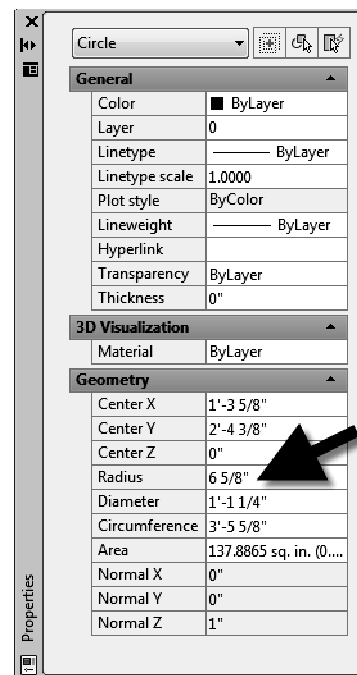 Circle
General
Color ByLayer
Layer 0
Linetype ByLayer
Linetype scale 1.0000
Plot style ByColor
Lineweight ByLayer
Hyperlink
Transparency ByLayer
Thickness 0"
3D Visualization
Material ByLayer
Geometry
Center X 1'-3 5/8"
Center Y 2'-4 3/8"
Center Z 0"
Radius 6 5/8"
Diameter 1'-1 1/4"
Circumference 3'-5 5/8"
Area 137.8865 sq. in. (0....
Normal X 0"
Normal Y 0"
Normal Z 1"
Properties